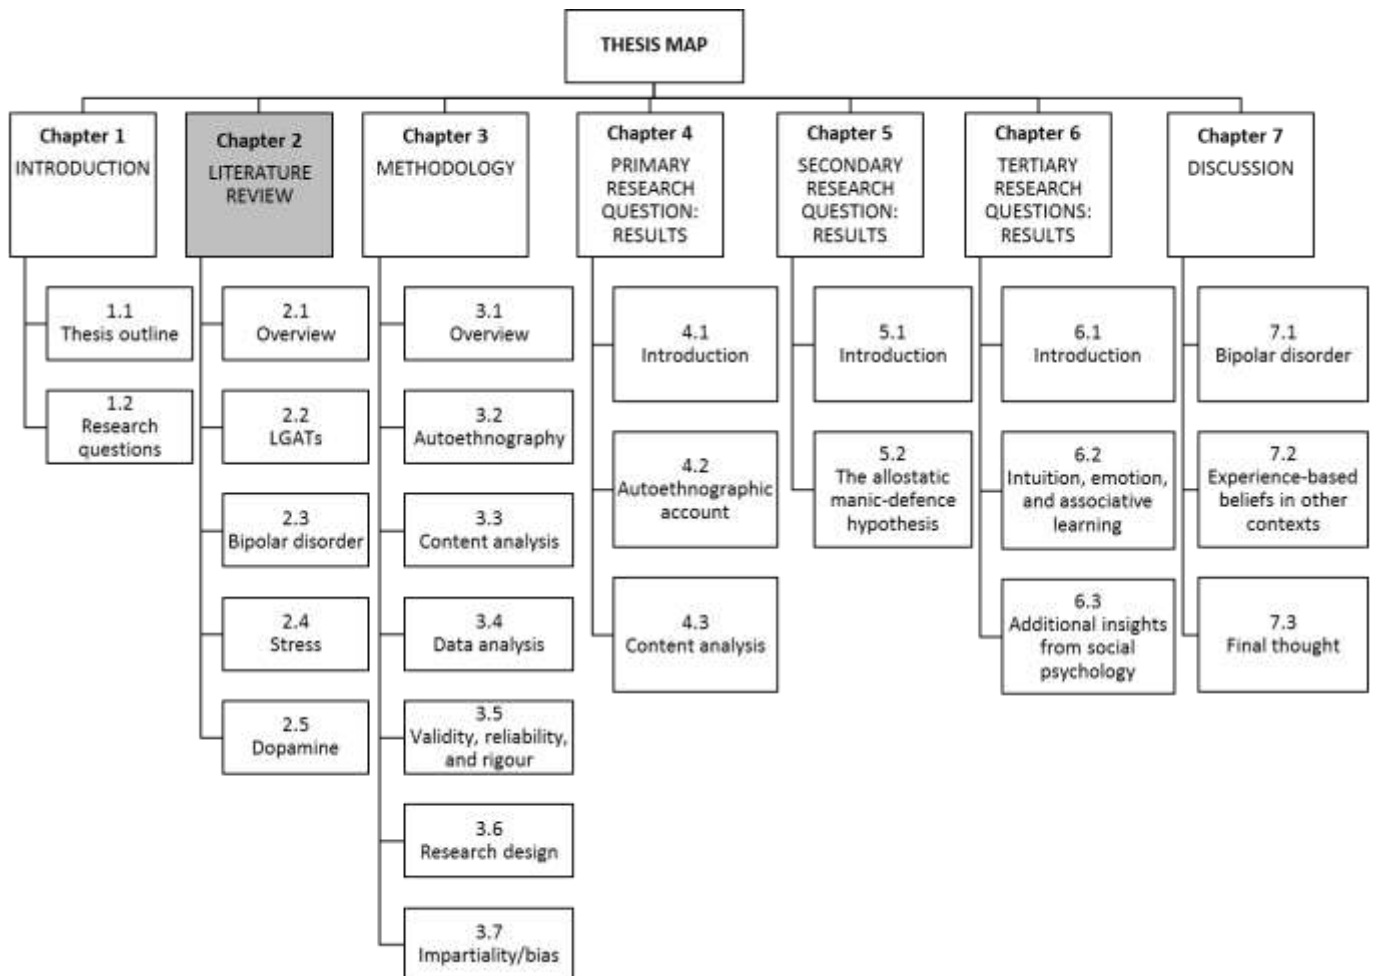 THESIS MAP
Chapter 1
INTRODUCTION
Chapter 2
LITERATURE
REVIEW
Chapter 3
METHODOLOGY
Chapter 4
PRIMARY
RESEARCH
QUESTION:
RESULTS
Chapter 5
SECONDARY
RESEARCH
QUESTION:
RESULTS
Chapter 6
TERTIARY
RESEARCH
QUESTIONS:
RESULTS
Chapter 7
DISCUSSION
1.1
Thesis outline
1.2
Research
questions
2.1
Overview
2.2
LGATs
2.3
Bipolar disorder
2.4
Stress
2.5
Dopamine
3.1
Overview
3.2
Autoethnography
3.3
Content analysis
3.4
Data analysis
3.5
Validity, reliability,
and rigour
3.6
Research design
3.7
Impartiality/bias
4.1
Introduction
4.2
Autoethnographic
account
4.3
Content analysis
5.1
Introduction
5.2
The allostatic
manic-defence
hypothesis
6.1
Introduction
6.2
Intuition, emotion,
and associative
learning
6.3
Additional insights
from social
psychology
7.1
Bipolar disorder
7.2
Experience-based
beliefs in other
contexts
7.3
Final thought